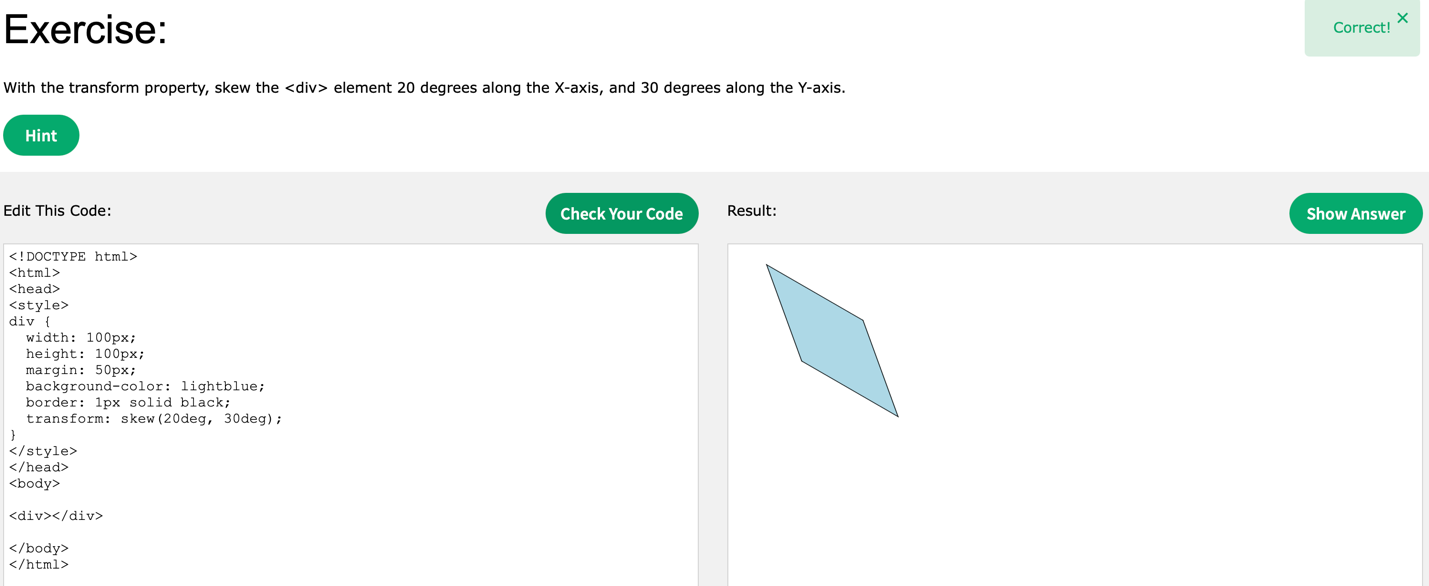 Exercise:
Correct! ×
With the transform property, skew the <div> element 20 degrees along the X-axis, and 30 degrees along the Y-axis.
Hint
Edit This Code:
Check Your Code
<!DOCTYPE html>
<html>
<head>
<style>
div {
  width: 100px;
  height: 100px;
  margin: 50px;
  background-color: lightblue;
  border: 1px solid black;
  transform: skew(20deg, 30deg);
}
</style>
</head>
<body>

<div></div>

</body>
</html>
Result:
Show Answer